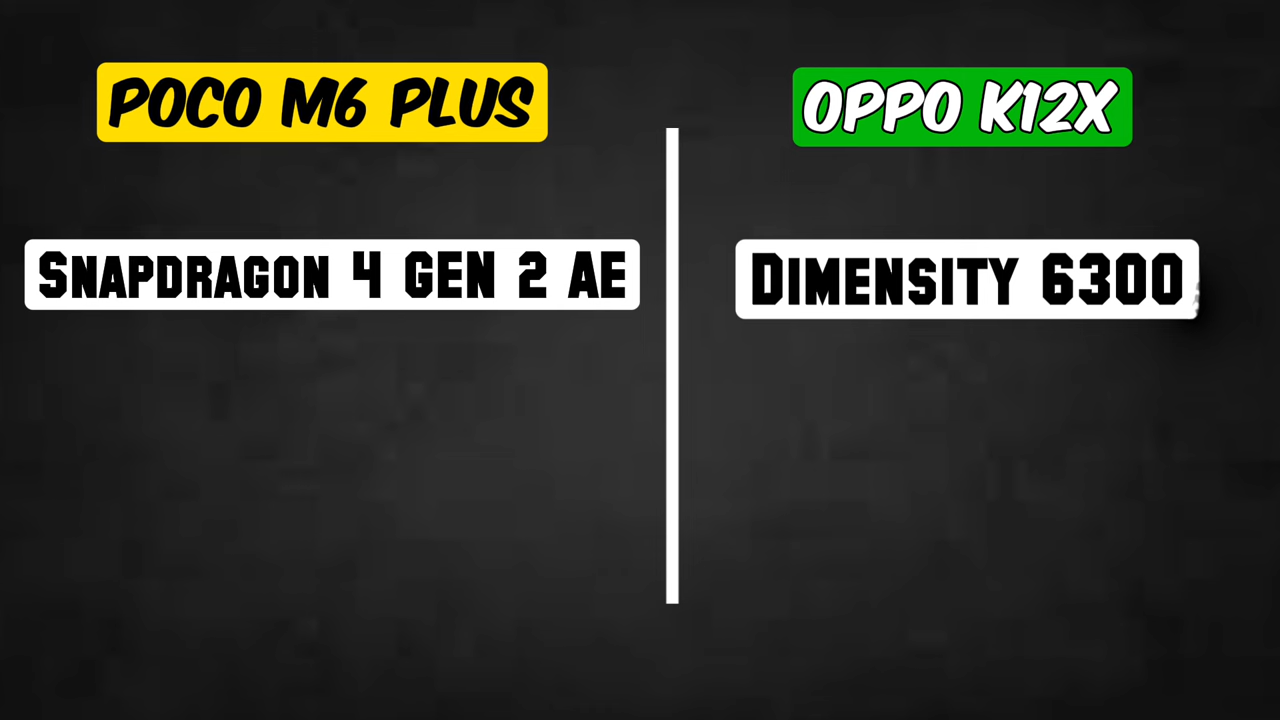 POCO M6 PLUS
OPPO K12X
SNAPDRAGON 4 GEN 2 AE
DIMENSITY 6300